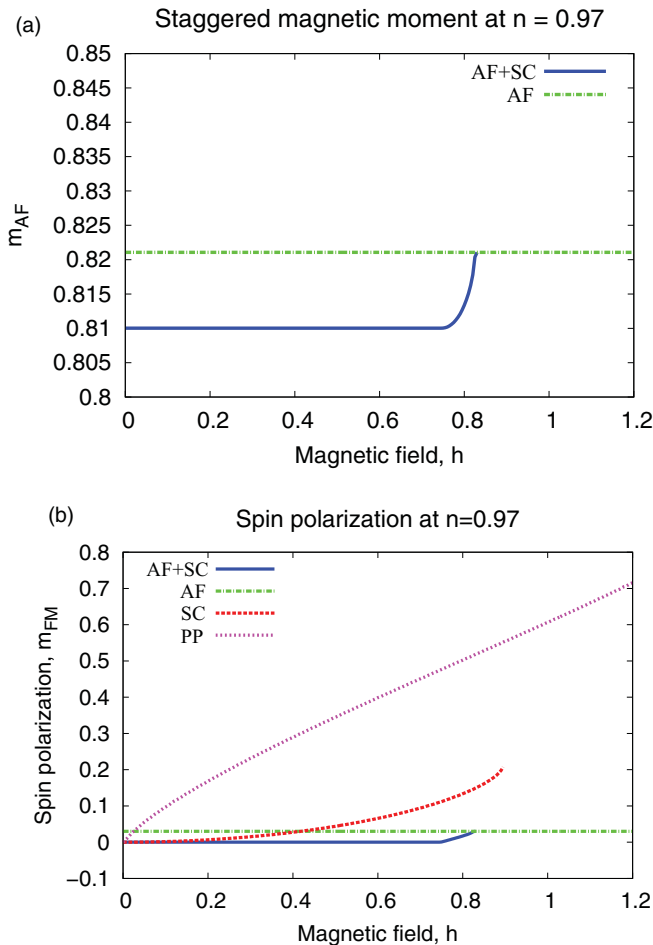 (a)
Staggered magnetic moment at n = 0.97
0.85
0.845
0.84
0.835
0.83
0.825
0.82
0.815
0.81
0.805
0.8
m_AF
AF+SC
AF
0 0.2 0.4 0.6 0.8 1 1.2
Magnetic field, h
(b)
Spin polarization at n=0.97
0.8
0.7
0.6
0.5
0.4
0.3
0.2
0.1
0
−0.1
Spin polarization, m_FM
AF+SC
AF
SC
PP
0 0.2 0.4 0.6 0.8 1 1.2
Magnetic field, h